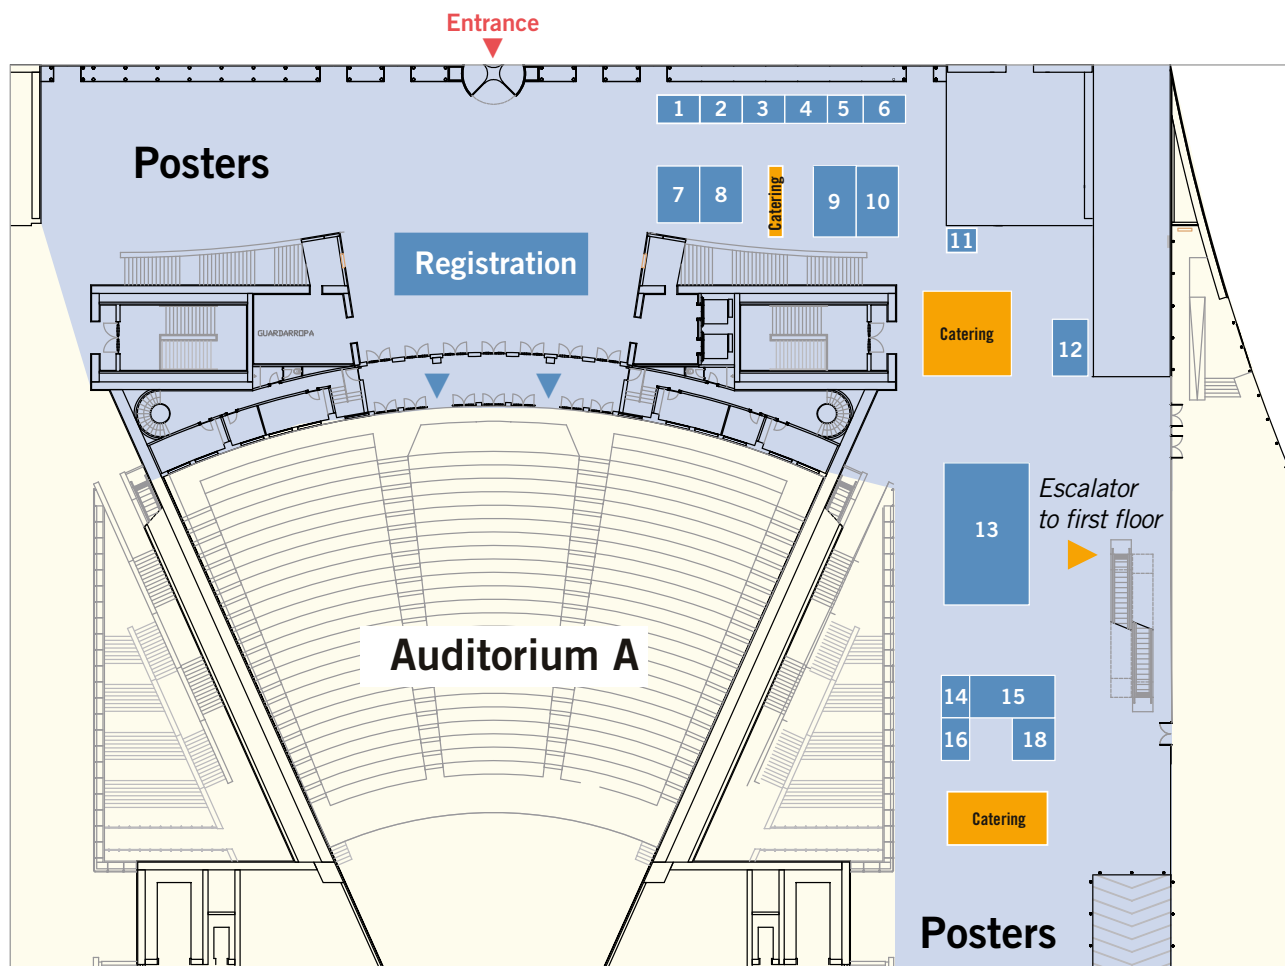 Entrance
1 2 3 4 5 6
Posters
7 8 Catering 9 10
11
Registration
GUARDARROPA
Catering
12
Escalator
to first floor
13
Auditorium A
14 15
16 18
Catering
Posters